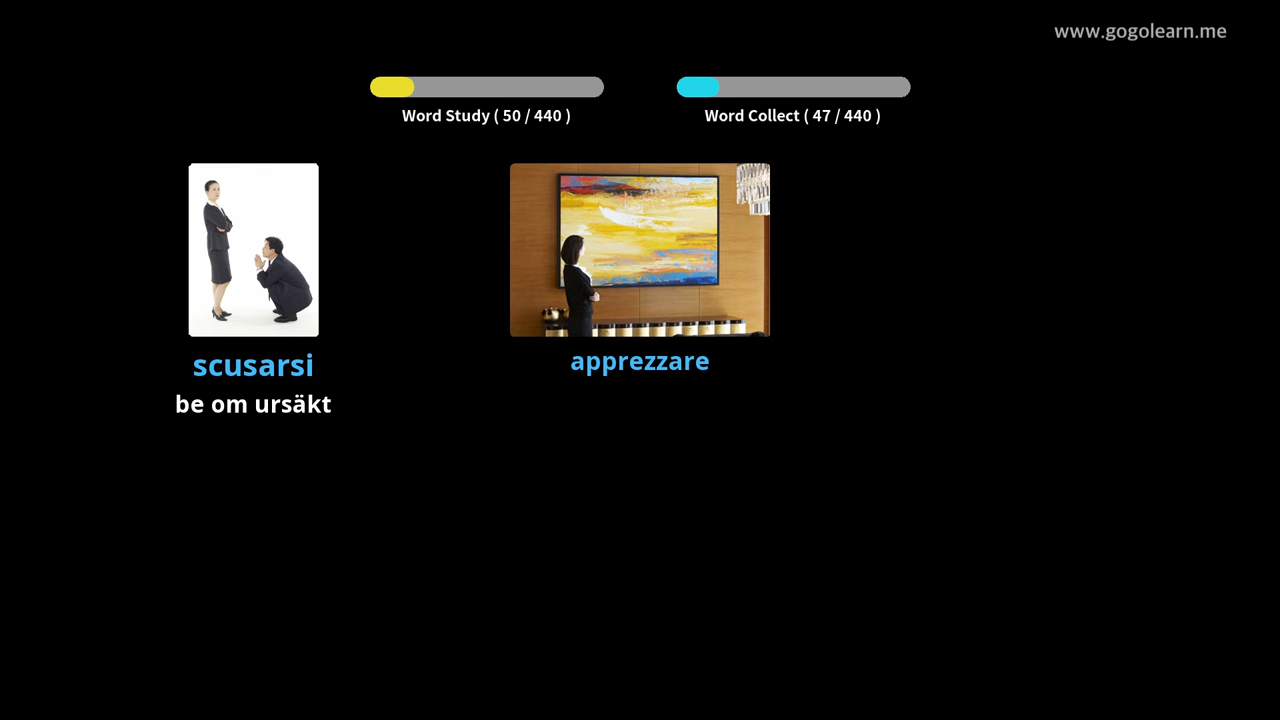 www.gogolearn.me
Word Study ( 50 / 440 )
Word Collect ( 47 / 440 )
scusarsi
be om ursäkt
apprezzare